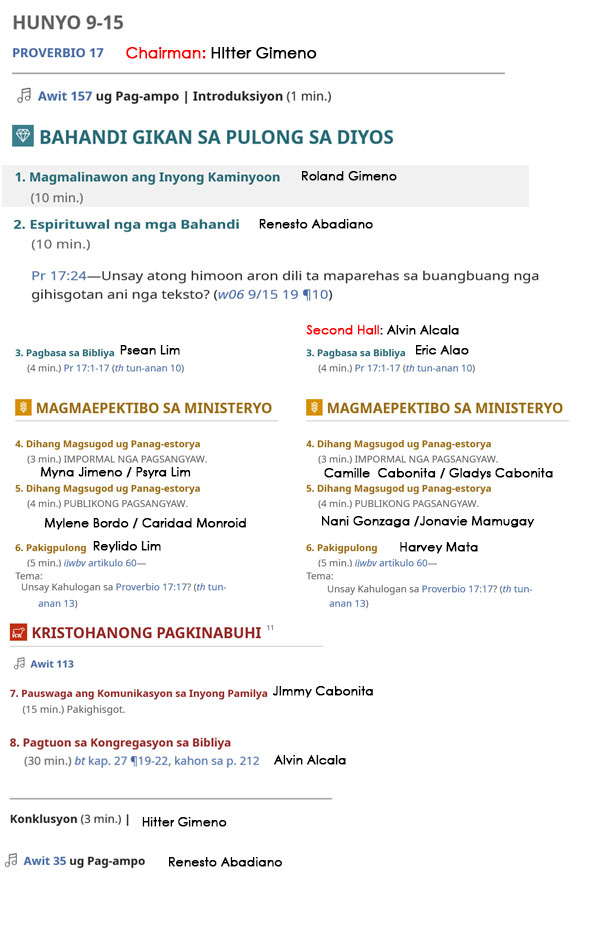 HUNYO 9-15
PROVERBIO 17 Chairman: HItter Gimeno
Awit 157 ug Pag-ampo | Introduksiyon (1 min.)
BAHANDI GIKAN SA PULONG SA DIYOS
1. Magmalinawon ang Inyong Kaminyoon Roland Gimeno
(10 min.)
2. Espirituwal nga mga Bahandi Renesto Abadiano
(10 min.)
Pr 17:24—Unsay atong himoon aron dili ta maparehas sa buangbuang nga
gihisgotan ani nga teksto? (w06 9/15 19 ¶10)
Second Hall: Alvin Alcala
3. Pagbasa sa Bibliya Psean Lim
(4 min.) Pr 17:1-17 (th tun-anan 10)
3. Pagbasa sa Bibliya Eric Alao
(4 min.) Pr 17:1-17 (th tun-anan 10)
MAGMAEPEKTIBO SA MINISTERYO
4. Dihang Magsugod ug Panag-estorya
(3 min.) IMPORMAL NGA PAGSANGYAW.
Myna Jimeno / Psyra Lim
5. Dihang Magsugod ug Panag-estorya
(4 min.) PUBLIKONG PAGSANGYAW.
Mylene Bordo / Caridad Monroid
6. Pakigpulong Reylido Lim
(5 min.) ijwbv artikulo 60—
Tema:
Unsay Kahulogan sa Proverbio 17:17? (th tun-
anan 13)
MAGMAEPEKTIBO SA MINISTERYO
4. Dihang Magsugod ug Panag-estorya
(3 min.) IMPORMAL NGA PAGSANGYAW.
Camille Cabonita / Gladys Cabonita
5. Dihang Magsugod ug Panag-estorya
(4 min.) PUBLIKONG PAGSANGYAW.
Nani Gonzaga /Jonavie Mamugay
6. Pakigpulong Harvey Mata
(5 min.) ijwbv artikulo 60—
Tema:
Unsay Kahulogan sa Proverbio 17:17? (th tun-
anan 13)
KRISTOHANONG PAGKINABUHI 11
Awit 113
7. Pauswaga ang Komunikasyon sa Inyong Pamilya JImmy Cabonita
(15 min.) Pakighisgot.
8. Pagtuon sa Kongregasyon sa Bibliya
(30 min.) bt kap. 27 ¶19-22, kahon sa p. 212 Alvin Alcala
Konklusyon (3 min.) | Hitter Gimeno
Awit 35 ug Pag-ampo Renesto Abadiano